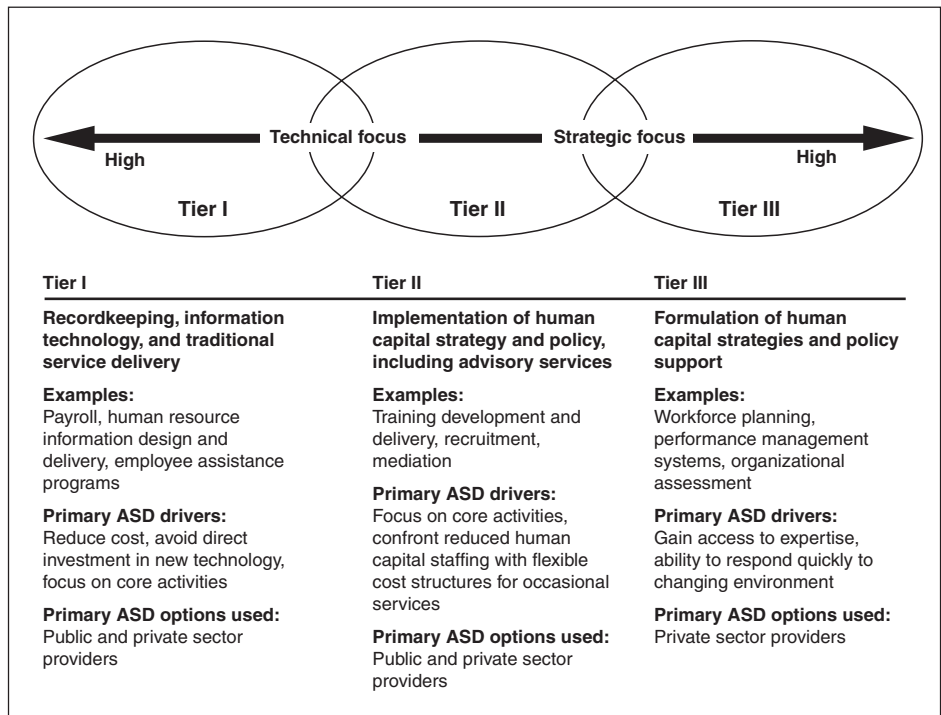 Technical focus
Strategic focus
High
High
Tier I
Tier II
Tier III
Tier I
Recordkeeping, information
technology, and traditional
service delivery
Examples:
Payroll, human resource
information design and
delivery, employee assistance
programs
Primary ASD drivers:
Reduce cost, avoid direct
investment in new technology,
focus on core activities
Primary ASD options used:
Public and private sector
providers
Tier II
Implementation of human
capital strategy and policy,
including advisory services
Examples:
Training development and
delivery, recruitment,
mediation
Primary ASD drivers:
Focus on core activities,
confront reduced human
capital staffing with flexible
cost structures for occasional
services
Primary ASD options used:
Public and private sector
providers
Tier III
Formulation of human
capital strategies and policy
support
Examples:
Workforce planning,
performance management
systems, organizational
assessment
Primary ASD drivers:
Gain access to expertise,
ability to respond quickly to
changing environment
Primary ASD options used:
Private sector providers